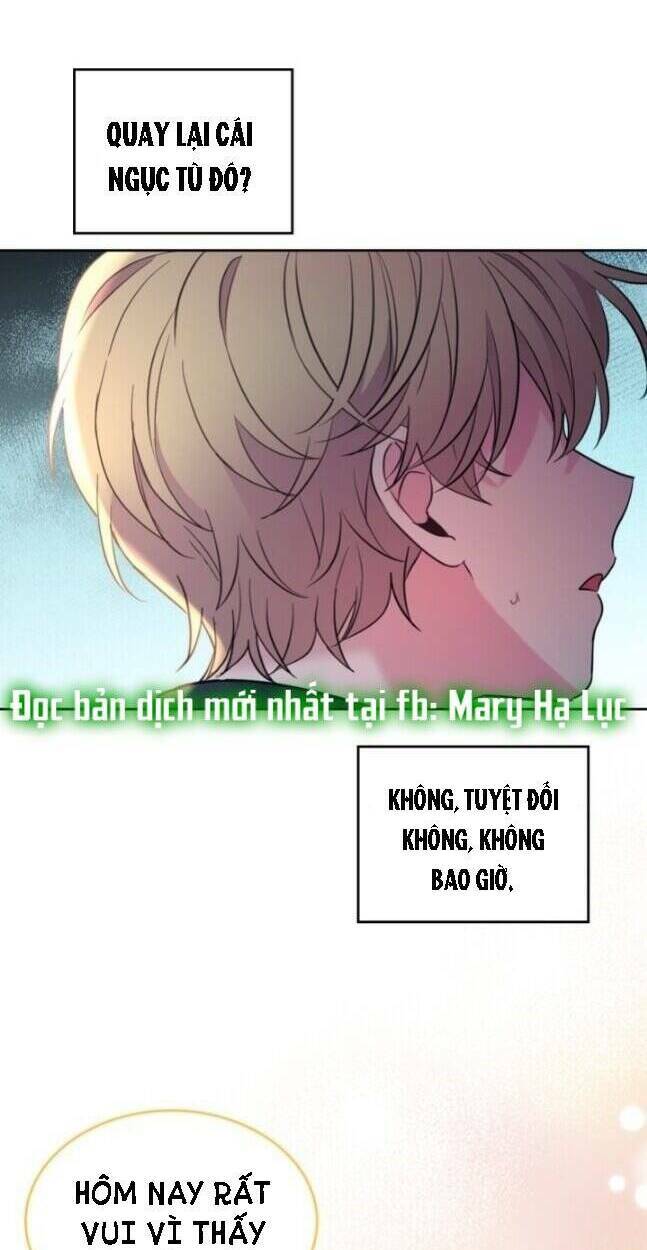 QUAY LẠI CÁI
NGỤC TÙ ĐÓ?
Đọc bản dịch mới nhất tại fb: Mary Hạ Lục
KHÔNG, TUYỆT ĐỐI
KHÔNG, KHÔNG
BAO GIỜ.
HÔM NAY RẤT
VUI VÌ THẤY